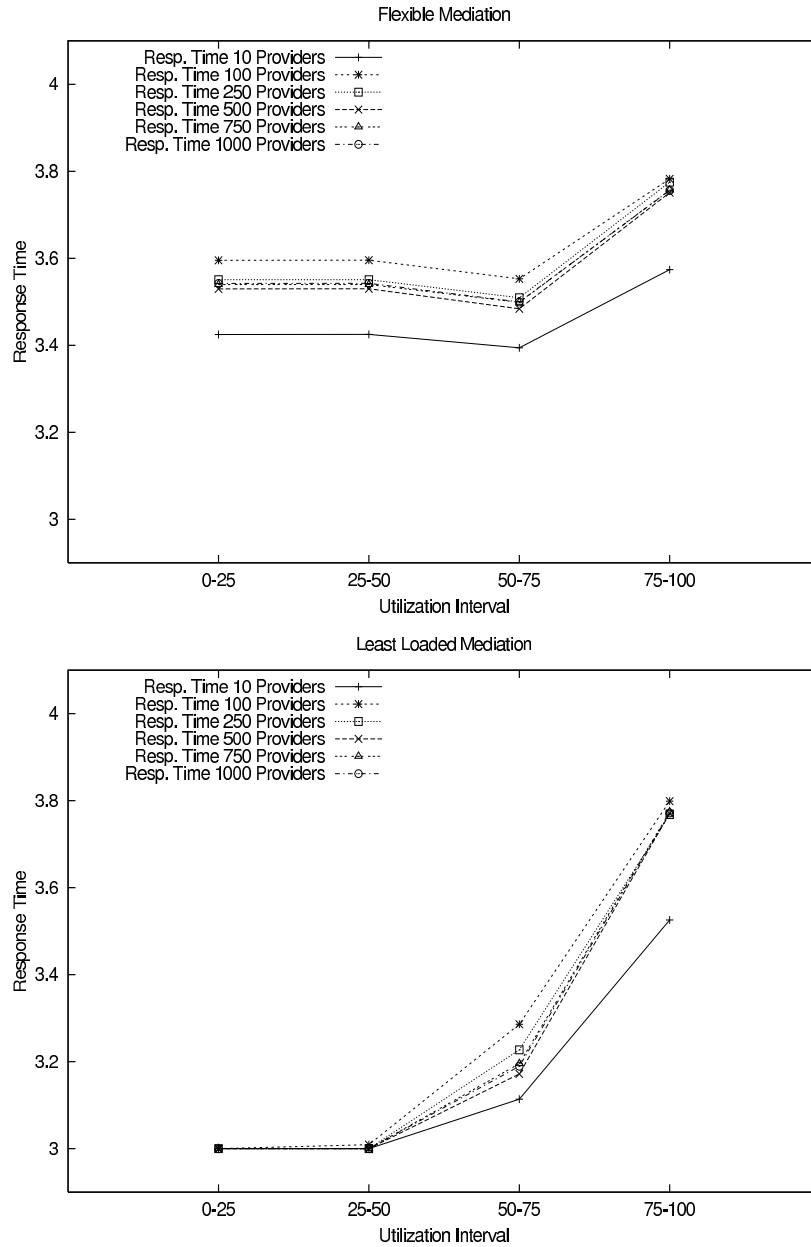 Flexible Mediation
Resp. Time 10 Providers
Resp. Time 100 Providers
Resp. Time 250 Providers
Resp. Time 500 Providers
Resp. Time 750 Providers
Resp. Time 1000 Providers
4
3.8
3.6
3.4
3.2
3
Response Time
0-25
25-50
50-75
75-100
Utilization Interval
Least Loaded Mediation
Resp. Time 10 Providers
Resp. Time 100 Providers
Resp. Time 250 Providers
Resp. Time 500 Providers
Resp. Time 750 Providers
Resp. Time 1000 Providers
4
3.8
3.6
3.4
3.2
3
Response Time
0-25
25-50
50-75
75-100
Utilization Interval